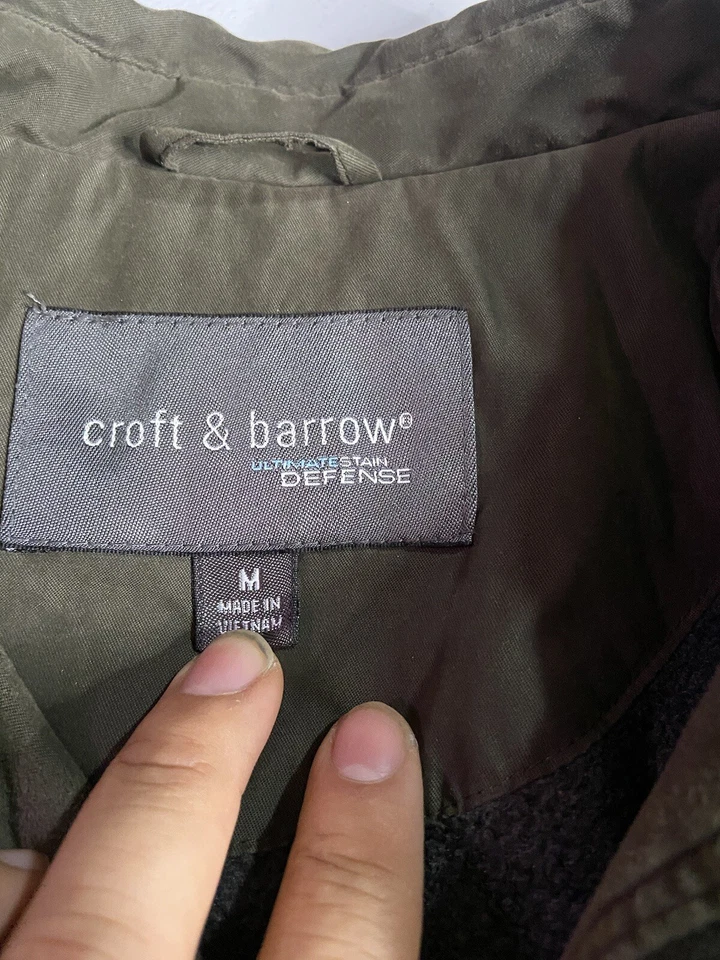 croft & barrow®
ULTIMATESTAIN
DEFENSE
M
MADE IN
VIETNAM